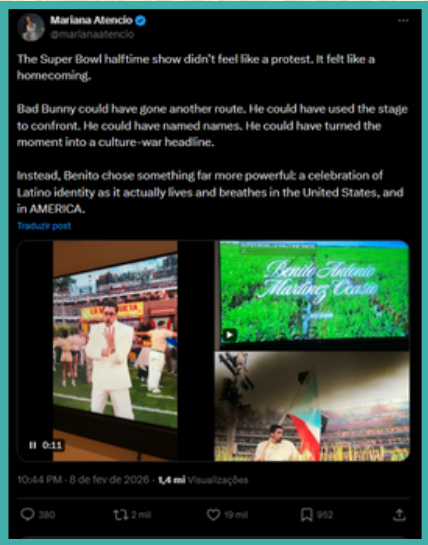 Mariana Atencio
@marianaatencio
The Super Bowl halftime show didn't feel like a protest. It felt like a
homecoming.
Bad Bunny could have gone another route. He could have used the stage
to confront. He could have named names. He could have turned the
moment into a culture-war headline.
Instead, Benito chose something far more powerful: a celebration of
Latino identity as it actually lives and breathes in the United States, and
in AMERICA.
Traduzir post
Benito Antonio
Martínez Ocasio
0:11
10:44 PM · 8 de fev de 2026 · 1,4 mi Visualizações
380 2 mil 19 mil 952